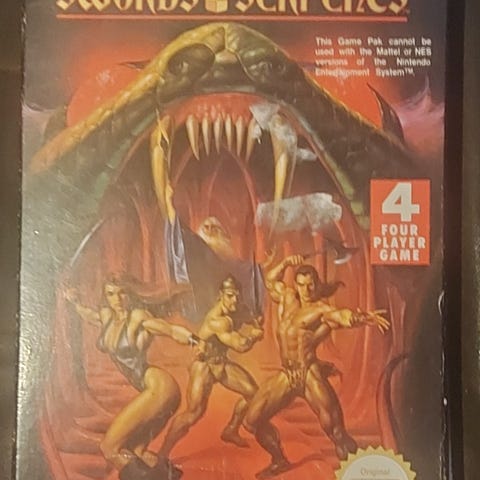 SWORDS & SERPENTS
This Game Pak cannot be
used with the Mattel or NES
versions of the Nintendo
Entertainment System™.
4
FOUR
PLAYER
GAME
Original